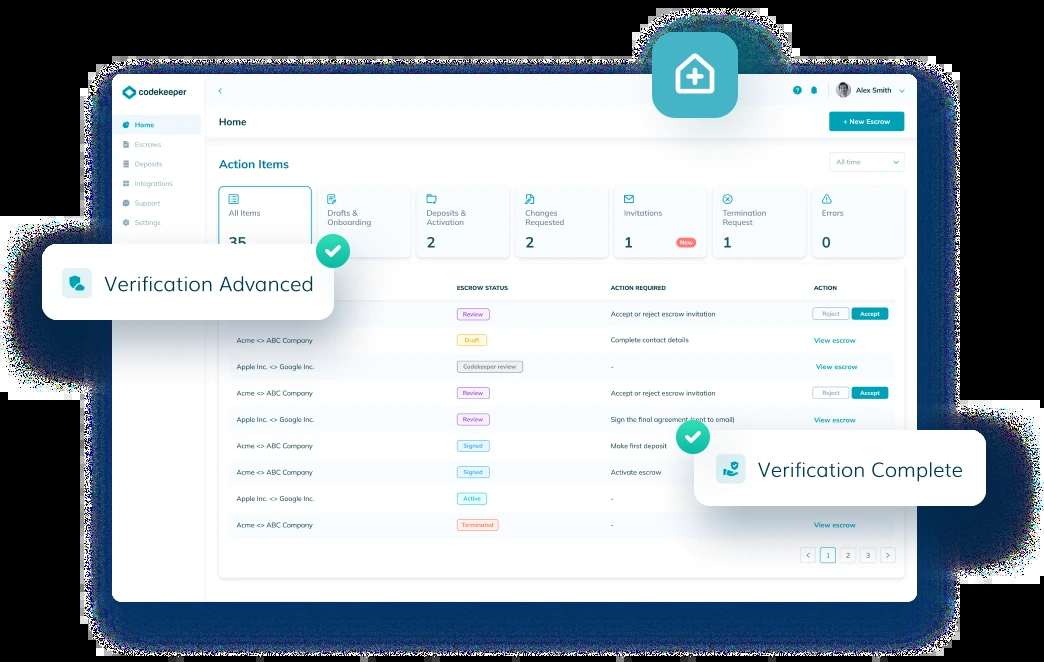 codekeeper
Alex Smith
Home
Home
+ New Escrow
Escrows
Deposits
Integrations
Support
Settings
Action Items
All time
All Items
35
Drafts &
Onboarding
Deposits &
Activation
2
Changes
Requested
2
Invitations
1
New
Termination
Request
1
Errors
0
Verification Advanced
ESCROW STATUS
ACTION REQUIRED
ACTION
Review
Accept or reject escrow invitation
Reject
Accept
Acme <> ABC Company
Draft
Complete contact details
View escrow
Apple Inc. <> Google Inc.
Codekeeper review
-
View escrow
Acme <> ABC Company
Review
Accept or reject escrow invitation
Reject
Accept
Apple Inc. <> Google Inc.
Review
Sign the final agreement (sent to email)
View escrow
Acme <> ABC Company
Signed
Make first deposit
Acme <> ABC Company
Signed
Activate escrow
Verification Complete
Apple Inc. <> Google Inc.
Active
-
Acme <> ABC Company
Terminated
-
View escrow
< 1 2 3 >